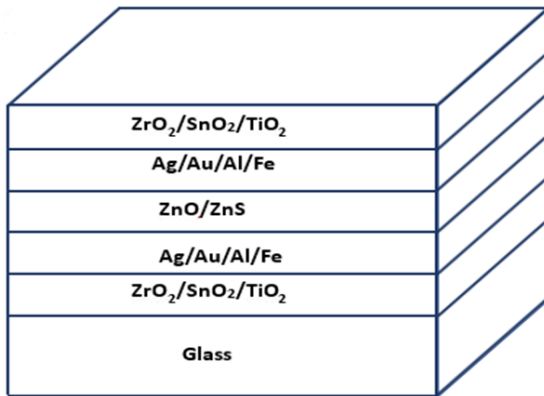 ZrO₂/SnO₂/TiO₂
Ag/Au/Al/Fe
ZnO/ZnS
Ag/Au/Al/Fe
ZrO₂/SnO₂/TiO₂
Glass